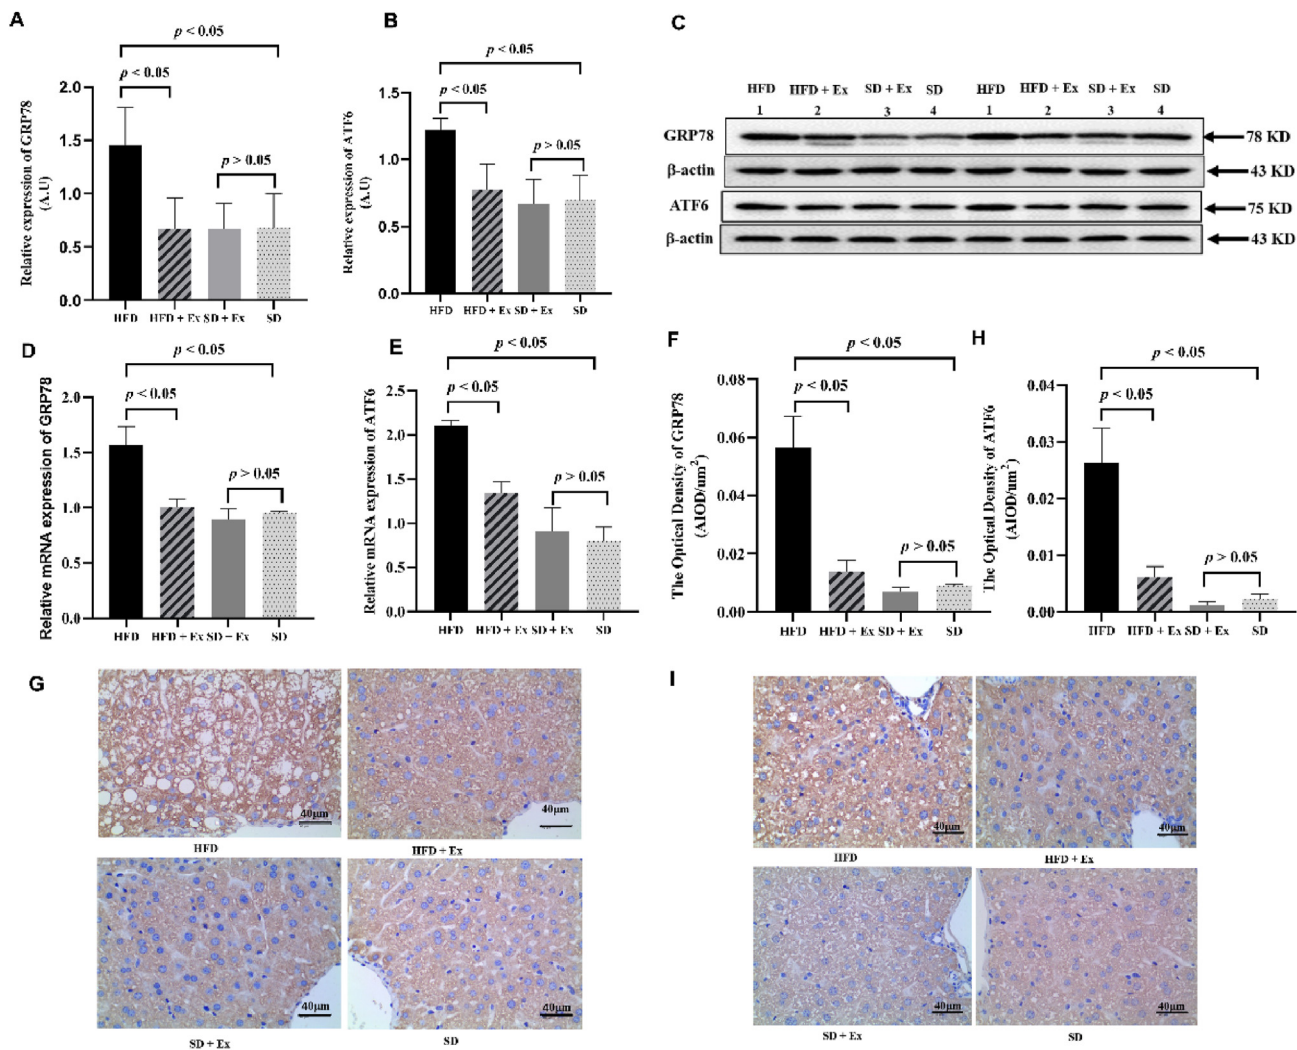 A
p < 0.05
p < 0.05
p > 0.05
Relative expression of GRP78
(A.U)
2.0
1.5
1.0
0.5
0.0
HFD
HFD + Ex
SD + Ex
SD
B
p < 0.05
p < 0.05
p > 0.05
Relative expression of ATF6
(A.U)
1.5
1.0
0.5
0.0
HFD
HFD + Ex
SD + Ex
SD
C
HFD
HFD + Ex
SD + Ex
SD
HFD
HFD + Ex
SD + Ex
SD
1
2
3
4
1
2
3
4
GRP78
78 KD
β-actin
43 KD
ATF6
75 KD
β-actin
43 KD
D
p < 0.05
p < 0.05
p > 0.05
Relative mRNA expression of GRP78
2.0
1.5
1.0
0.5
0.0
HFD
HFD + Ex
SD – Ex
SD
E
p < 0.05
p < 0.05
p > 0.05
Relative mRNA expression of ATF6
2.5
2.0
1.5
1.0
0.5
0.0
HFD
HFD + Ex
SD + Ex
SD
F
p < 0.05
p < 0.05
p > 0.05
The Optical Density of GRP78
(AIOD/um²)
0.08
0.06
0.04
0.02
0.00
HFD
HFD + Ex
SD + Ex
SD
H
p < 0.05
p < 0.05
p > 0.05
The Optical Density of ATF6
(AIOD/um²)
0.04
0.03
0.02
0.01
0.00
HFD
HFD + Ex
SD + Ex
SD
G
40μm
HFD
40μm
HFD + Ex
40μm
SD + Ex
40μm
SD
I
40μm
HFD
40μm
HFD + Ex
40μm
SD + Ex
40μm
SD